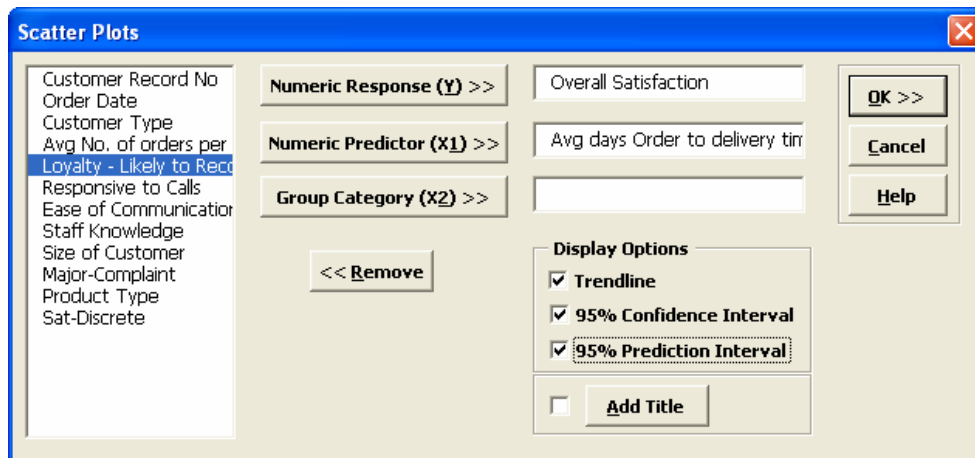 Scatter Plots
Customer Record No
Order Date
Customer Type
Avg No. of orders per
Loyalty - Likely to Reco
Responsive to Calls
Ease of Communication
Staff Knowledge
Size of Customer
Major-Complaint
Product Type
Sat-Discrete
Numeric Response (Y) >>
Overall Satisfaction
Numeric Predictor (X1) >>
Avg days Order to delivery tim
Group Category (X2) >>
<< Remove
Display Options
Trendline
95% Confidence Interval
95% Prediction Interval
Add Title
OK >>
Cancel
Help